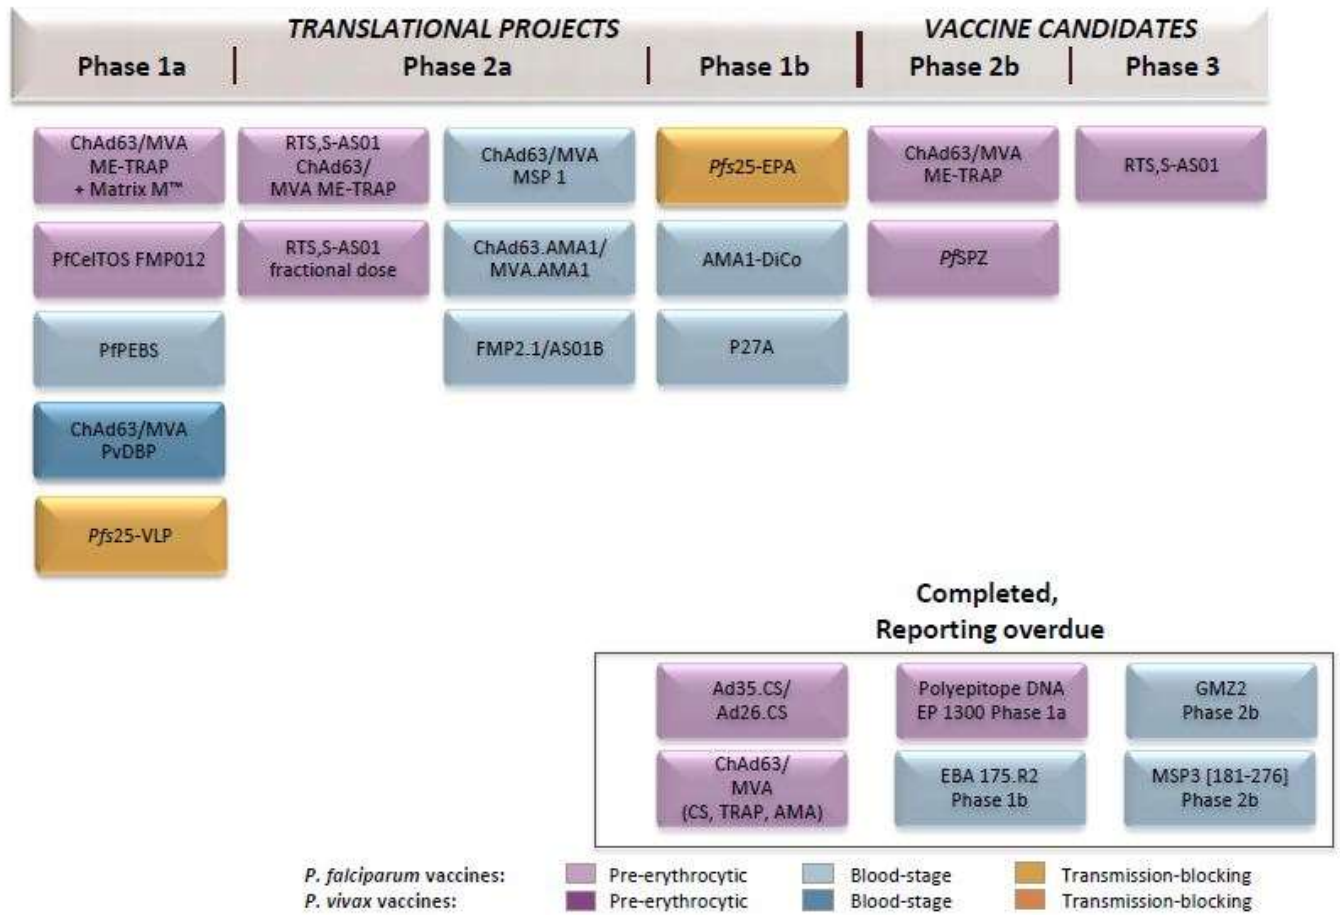 TRANSLATIONAL PROJECTS
VACCINE CANDIDATES
Phase 1a
Phase 2a
Phase 1b
Phase 2b
Phase 3
ChAd63/MVA
ME-TRAP
+ Matrix M™
RTS,S-AS01
ChAd63/
MVA ME-TRAP
ChAd63/MVA
MSP 1
Pfs25-EPA
ChAd63/MVA
ME-TRAP
RTS,S-AS01
PfCelTOS FMP012
RTS,S-AS01
fractional dose
ChAd63.AMA1/
MVA.AMA1
AMA1-DiCo
PfSPZ
PfPEBS
FMP2.1/AS01B
P27A
ChAd63/MVA
PvDBP
Pfs25-VLP
Completed,
Reporting overdue
Ad35.CS/
Ad26.CS
Polyepitope DNA
EP 1300 Phase 1a
GMZ2
Phase 2b
ChAd63/
MVA
(CS, TRAP, AMA)
EBA 175.R2
Phase 1b
MSP3 [181-276]
Phase 2b
P. falciparum vaccines: Pre-erythrocytic Blood-stage Transmission-blocking
P. vivax vaccines: Pre-erythrocytic Blood-stage Transmission-blocking